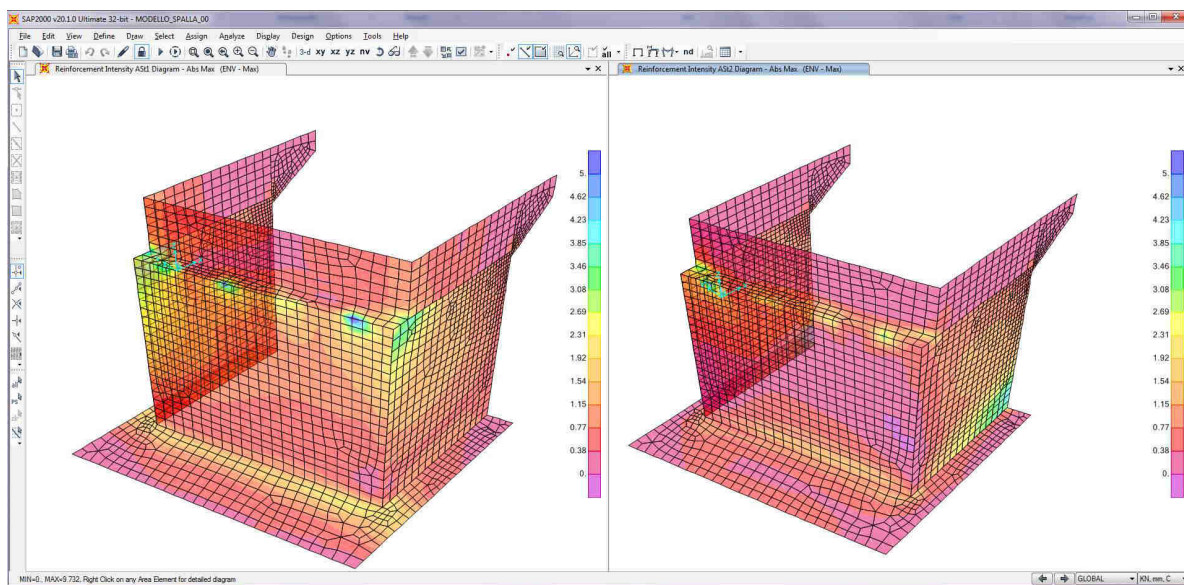 SAP2000 v20.1.0 Ultimate 32-bit - MODELLO_SPALLA_00
File Edit View Define Draw Select Assign Analyze Display Design Options Tools Help
3-d xy xz yz nv
all
nd
Reinforcement Intensity ASt1 Diagram - Abs Max (ENV - Max)
Reinforcement Intensity ASt2 Diagram - Abs Max (ENV - Max)
5.
4.62
4.23
3.85
3.46
3.08
2.69
2.31
1.92
1.54
1.15
0.77
0.38
0.
5.
4.62
4.23
3.85
3.46
3.08
2.69
2.31
1.92
1.54
1.15
0.77
0.38
0.
all
PS
MIN=0., MAX=9.732, Right Click on any Area Element for detailed diagram
GLOBAL
KN, mm, C